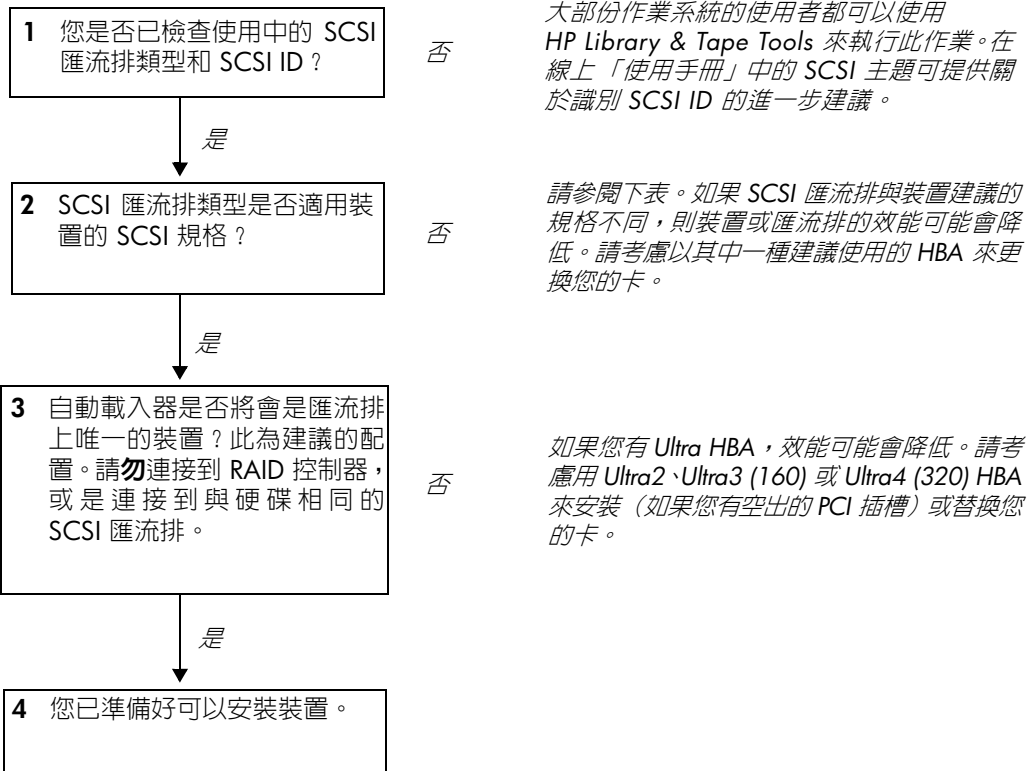 1 您是否已檢查使用中的 SCSI
匯流排類型和 SCSI ID？
否
大部份作業系統的使用者都可以使用
HP Library & Tape Tools 來執行此作業。在
線上「使用手冊」中的 SCSI 主題可提供關
於識別 SCSI ID 的進一步建議。
是
2 SCSI 匯流排類型是否適用裝
置的 SCSI 規格？
否
請參閱下表。如果 SCSI 匯流排與裝置建議的
規格不同，則裝置或匯流排的效能可能會降
低。請考慮以其中一種建議使用的 HBA 來更
換您的卡。
是
3 自動載入器是否將會是匯流排
上唯一的裝置？此為建議的配
置。請勿連接到 RAID 控制器，
或是連接到與硬碟相同的
SCSI 匯流排。
否
如果您有 Ultra HBA，效能可能會降低。請考
慮用 Ultra2、Ultra3 (160) 或 Ultra4 (320) HBA
來安裝（如果您有空出的 PCI 插槽）或替換您
的卡。
是
4 您已準備好可以安裝裝置。